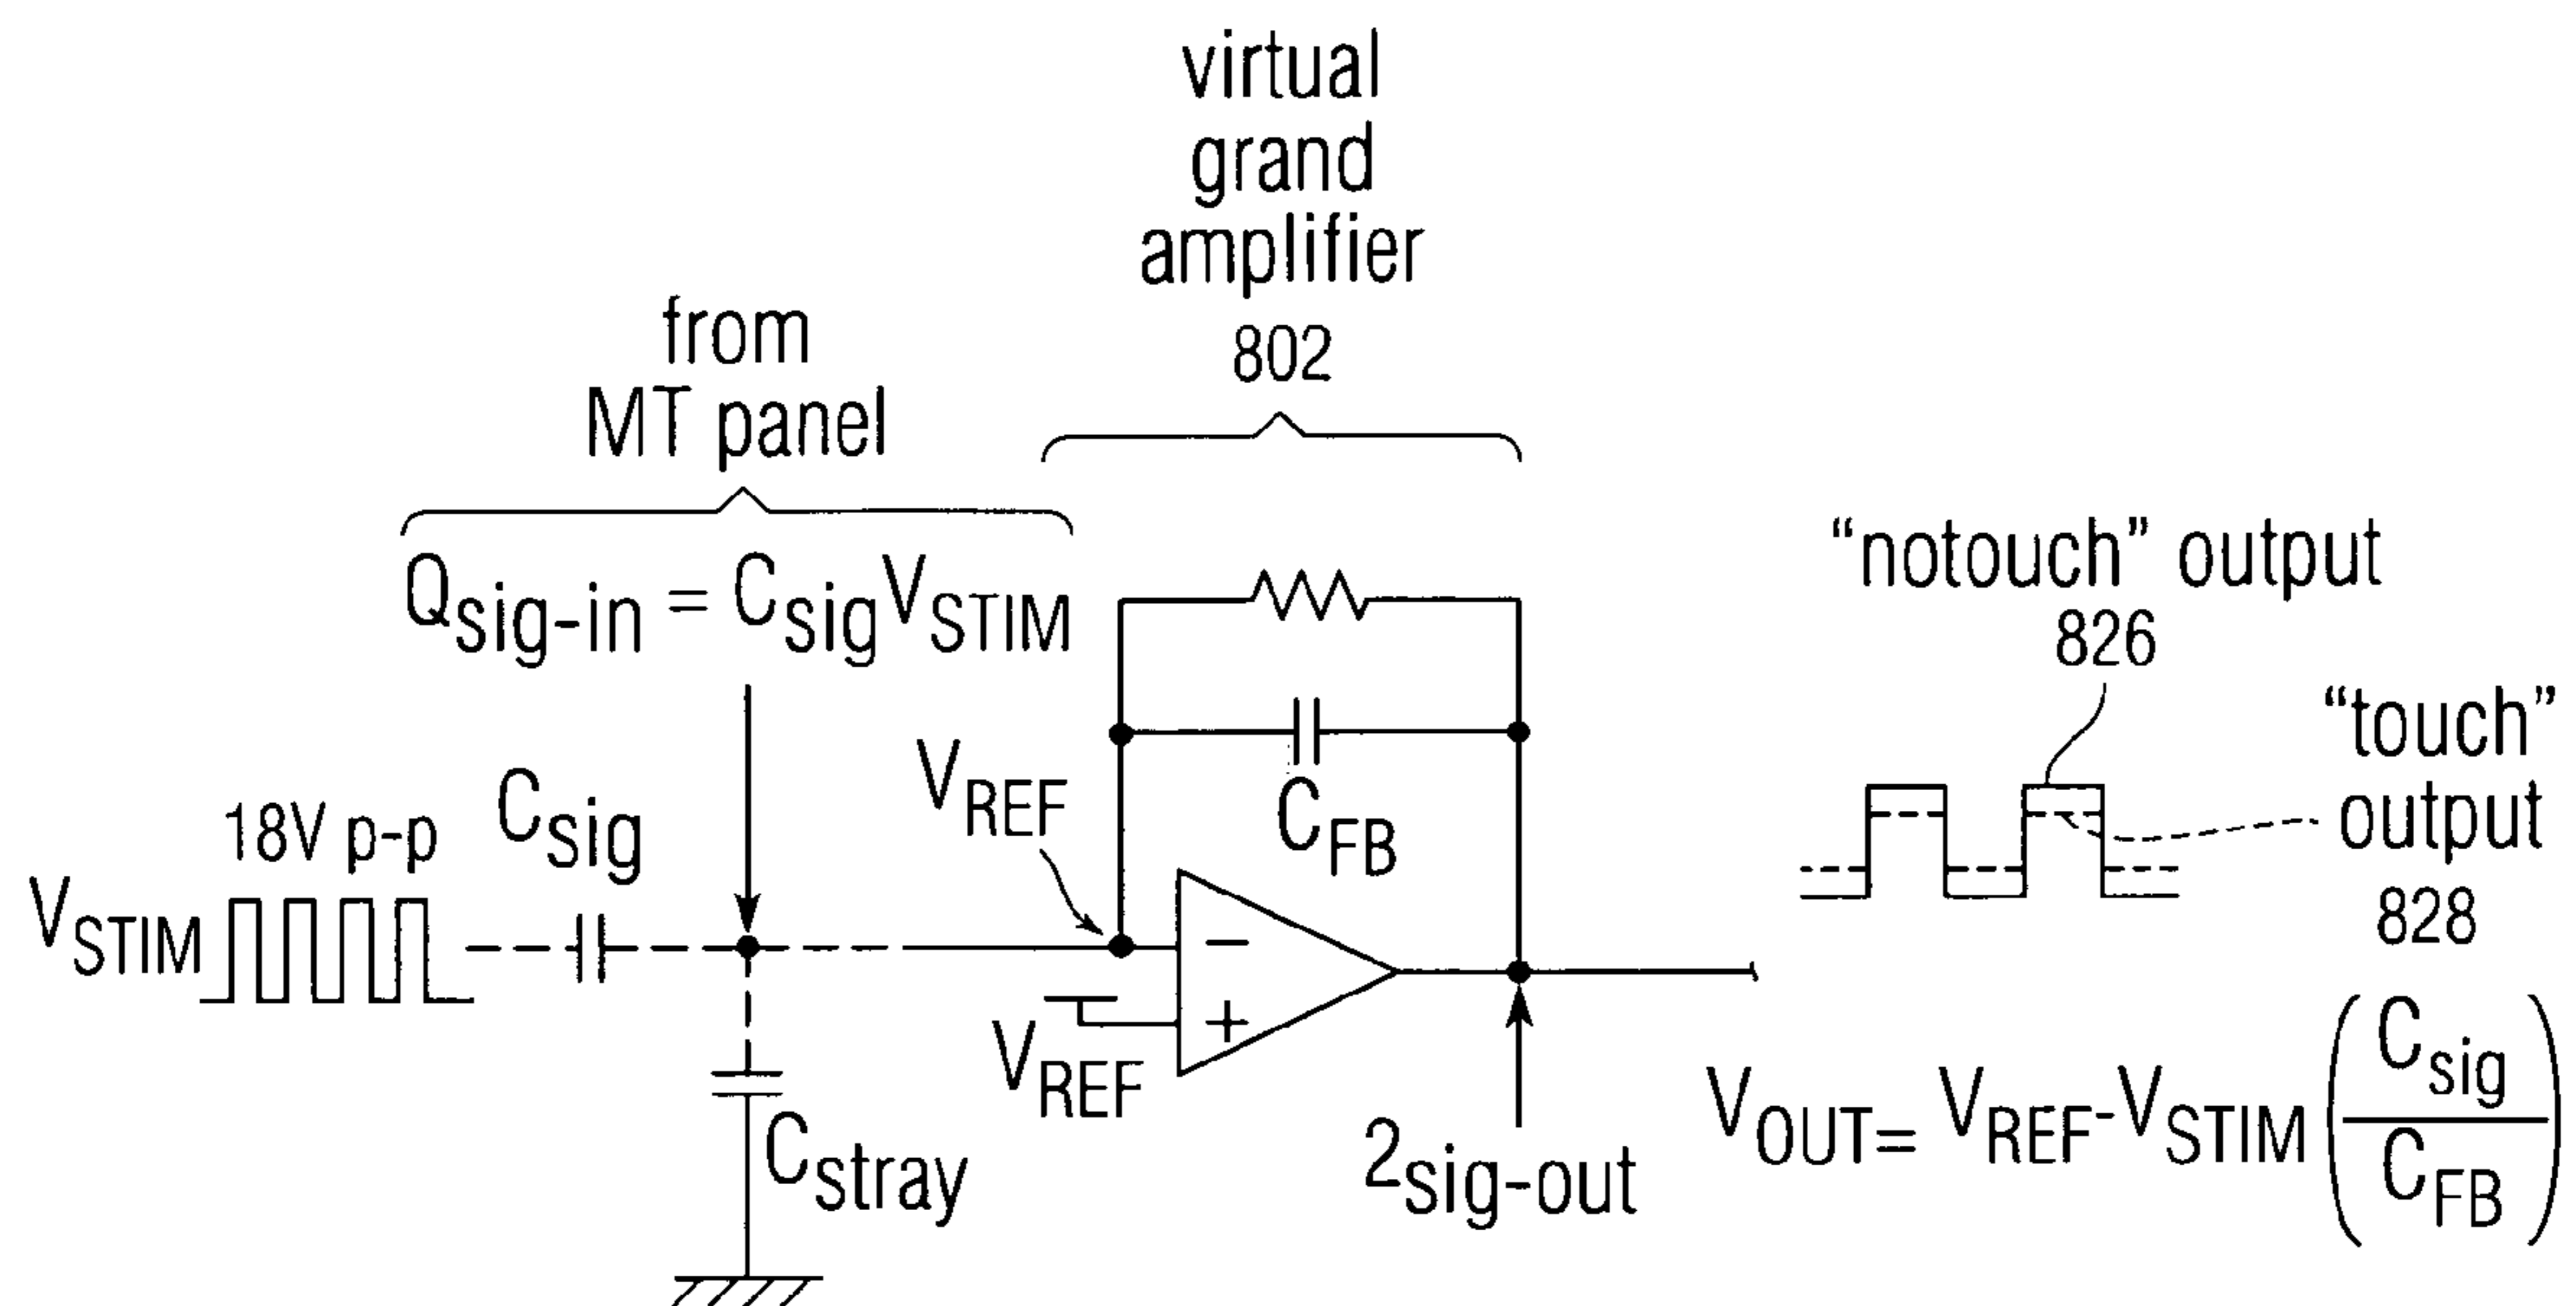 virtual
grand
amplifier
802
from
MT panel
Qsig-in = CsigVSTIM
"notouch" output
826
"touch"
output
828
VREF
CFB
18V p-p
Csig
VSTIM
−
+
VREF
Cstray
2sig-out
VOUT= VREF-VSTIM (Csig/CFB)